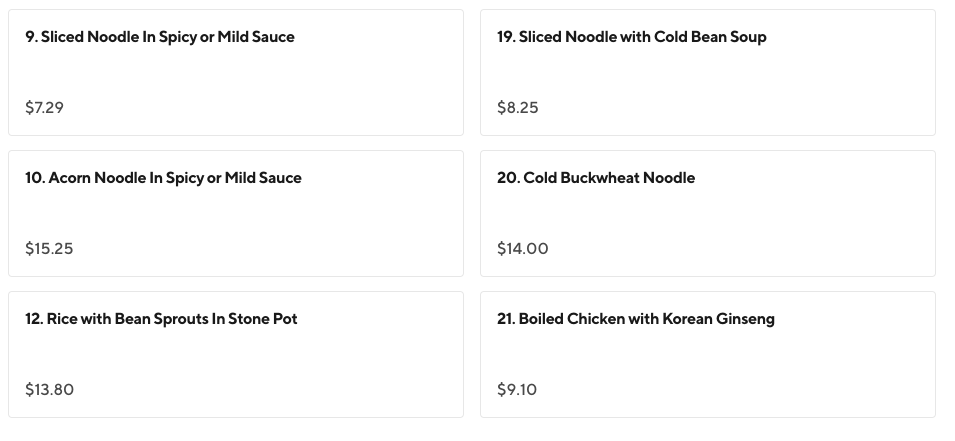 9. Sliced Noodle In Spicy or Mild Sauce
$7.29
19. Sliced Noodle with Cold Bean Soup
$8.25
10. Acorn Noodle In Spicy or Mild Sauce
$15.25
20. Cold Buckwheat Noodle
$14.00
12. Rice with Bean Sprouts In Stone Pot
$13.80
21. Boiled Chicken with Korean Ginseng
$9.10